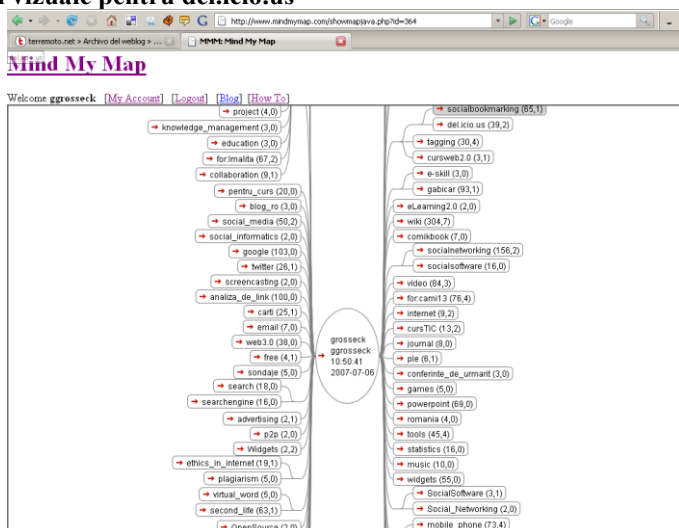 i vizuale pentru del.icio.us
http://www.mindmymap.com/showmapjava.php?id=364
Google
terremoto.net » Archivo del weblog » ...
MMM: Mind My Map
Mind My Map
Welcome ggrosseck [My Account] [Logout] [Blog] [How To]
project (4,0)
knowledge_management (3,0)
education (3,0)
for:lmalita (67,2)
collaboration (9,1)
pentru_curs (20,0)
blog_ro (3,0)
social_media (50,2)
social_informatics (2,0)
google (103,0)
twitter (26,1)
screencasting (2,0)
analiza_de_link (100,0)
carti (25,1)
email (7,0)
web3.0 (38,0)
free (4,1)
sondaje (5,0)
search (18,0)
searchengine (16,0)
advertising (2,1)
p2p (2,0)
Widgets (2,2)
ethics_in_internet (19,1)
plagiarism (5,0)
virtual_word (5,0)
second_life (63,1)
OpenSource (2,0)
grosseck
ggrosseck
10:50:41
2007-07-06
socialbookmarking (65,1)
del.icio.us (39,2)
tagging (30,4)
cursweb2.0 (3,1)
e-skill (3,0)
gabicar (93,1)
eLearning2.0 (2,0)
wiki (304,7)
comikbook (7,0)
socialnetworking (156,2)
socialsoftware (16,0)
video (84,3)
for:cami13 (76,4)
internet (9,2)
cursTIC (13,2)
journal (8,0)
ple (6,1)
conferinte_de_urmarit (3,0)
games (5,0)
powerpoint (69,0)
romania (4,0)
tools (45,4)
statistics (16,0)
music (10,0)
widgets (55,0)
SocialSoftware (3,1)
Social_Networking (2,0)
mobile_phone (73,4)